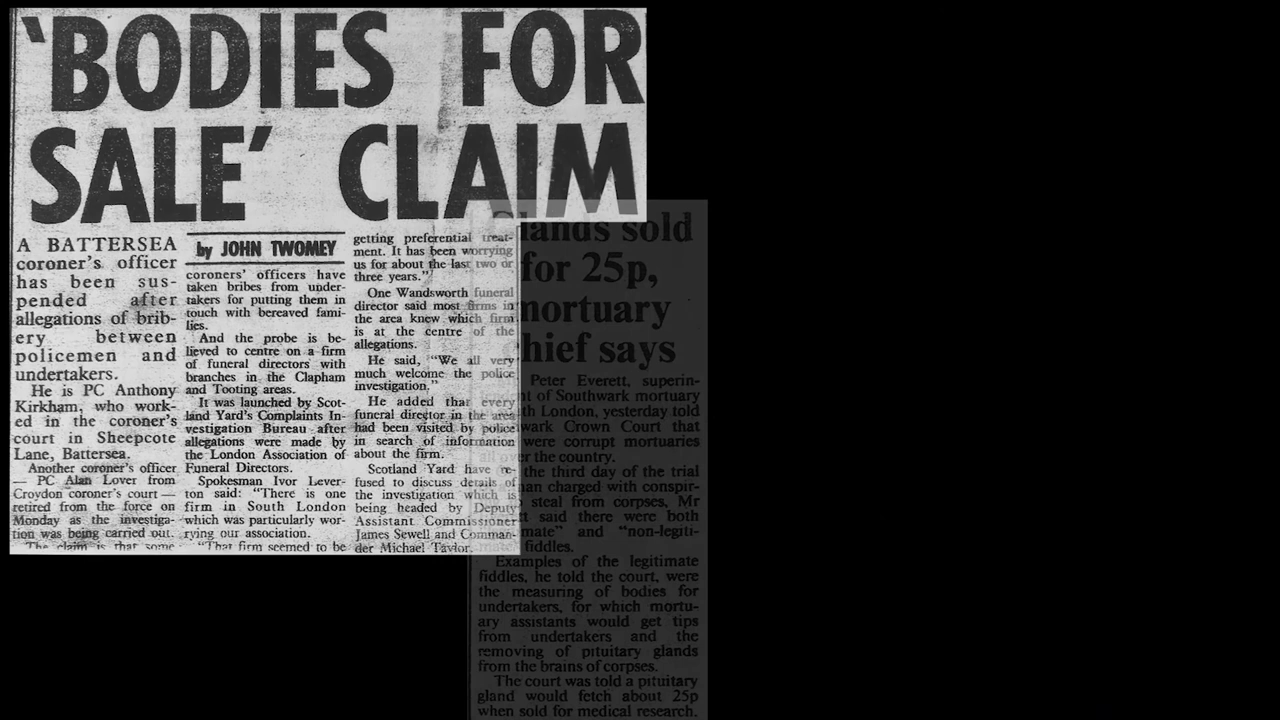 ‘BODIES FOR
SALE’ CLAIM
A BATTERSEA
coroner's officer
has been sus-
pended after
allegations of brib-
ery between
policemen and
undertakers.
He is PC Anthony
Kirkham, who work-
ed in the coroner's
court in Sheepcote
Lane, Battersea.
Another coroner's officer
— PC Alan Lover from
Croydon coroner's court —
retired from the force on
Monday as the investiga-
tion was being carried out.
The claim is that some
by JOHN TWOMEY
coroners' officers have
taken bribes from under-
takers for putting them in
touch with bereaved fami-
lies.
And the probe is be-
lieved to centre on a firm
of funeral directors with
branches in the Clapham
and Tooting areas.
It was launched by Scot-
land Yard's Complaints In-
vestigation Bureau after
allegations were made by
the London Association of
Funeral Directors.
Spokesman Ivor Lever-
ton said: “There is one
firm in South London
which was particularly wor-
rying our association.
“That firm seemed to be
getting preferential treat-
ment. It has been worrying
us for about the last two or
three years.”
One Wandsworth funeral
director said most firms in
the area knew which firm
is at the centre of the
allegations.
He said, “We all very
much welcome the police
investigation.”
He added that every
funeral director in the area
had been visited by police
in search of information
about the firm.
Scotland Yard have re-
fused to discuss details of
the investigation which is
being headed by Deputy
Assistant Commissioner
James Sewell and Comman-
der Michael Taylor.
Glands sold
for 25p,
mortuary
chief says
Peter Everett, superin-
of Southwark mortuary
London, yesterday told
Crown Court that
were corrupt mortuaries
all over the country.
the third day of the trial
charged with conspir-
steal from corpses, Mr
said there were both
and “non-legiti-
fiddles.
Examples of the legitimate
fiddles, he told the court, were
the measuring of bodies for
undertakers, for which mortu-
ary assistants would get tips
from undertakers and the
removing of pituitary glands
from the brains of corpses.
The court was told a pituitary
gland would fetch about 25p
when sold for medical research.